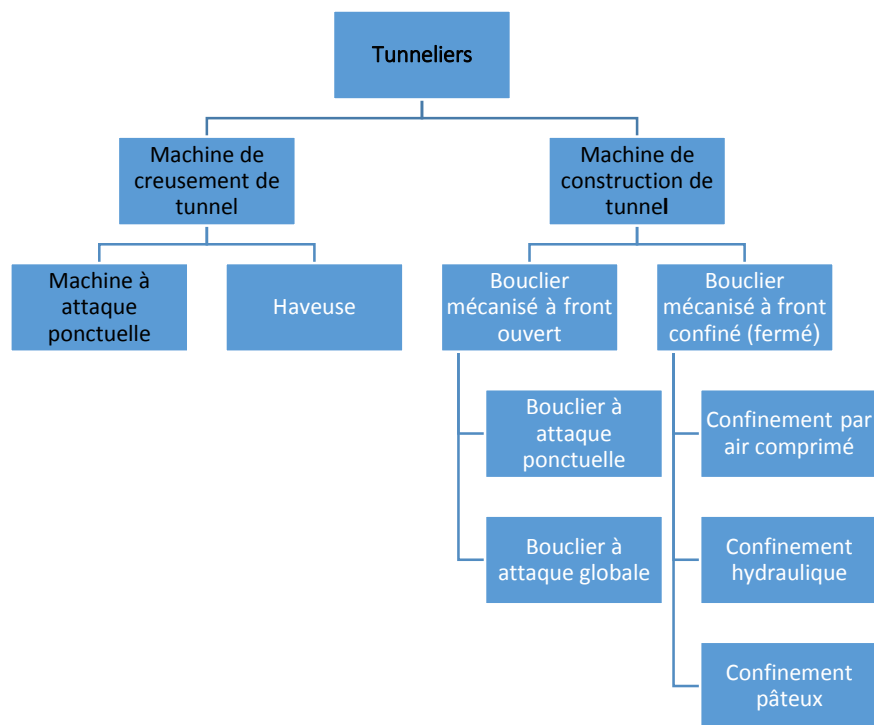 Tunneliers
Machine de
creusement de
tunnel
Machine de
construction de
tunnel
Machine à
attaque
ponctuelle
Haveuse
Bouclier
mécanisé à front
ouvert
Bouclier
mécanisé à front
confiné (fermé)
Bouclier à
attaque
ponctuelle
Confinement par
air comprimé
Bouclier à
attaque globale
Confinement
hydraulique
Confinement
pâteux